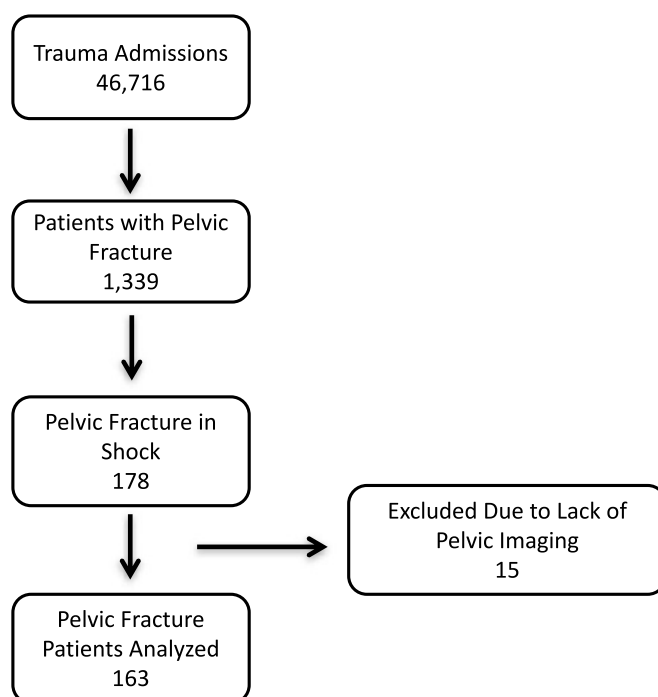 Trauma Admissions
46,716
Patients with Pelvic
Fracture
1,339
Pelvic Fracture in
Shock
178
Excluded Due to Lack of
Pelvic Imaging
15
Pelvic Fracture
Patients Analyzed
163